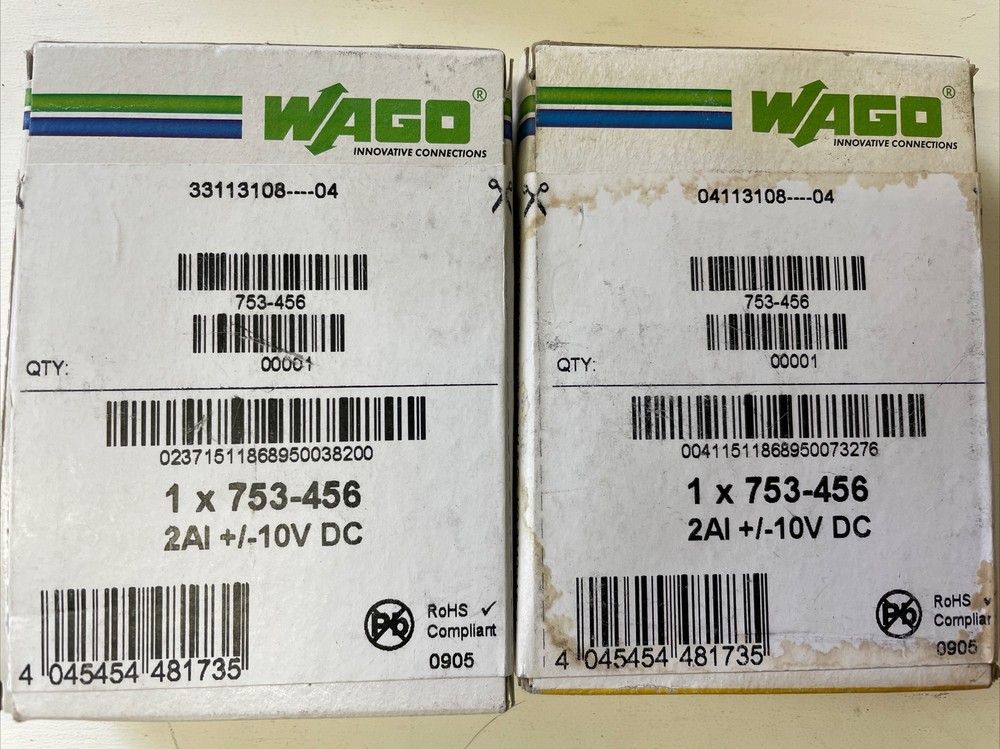 WAGO®
INNOVATIVE CONNECTIONS
33113108----04
753-456
QTY:
00001
02371511868950038200
1 x 753-456
2AI +/-10V DC
4 045454 481735
Pb
RoHS ✓
Compliant
0905
WAGO®
INNOVATIVE CONNECTIONS
04113108----04
753-456
QTY:
00001
00411511868950073276
1 x 753-456
2AI +/-10V DC
4 045454 481735
Pb
RoHS ✓
Complian
0905